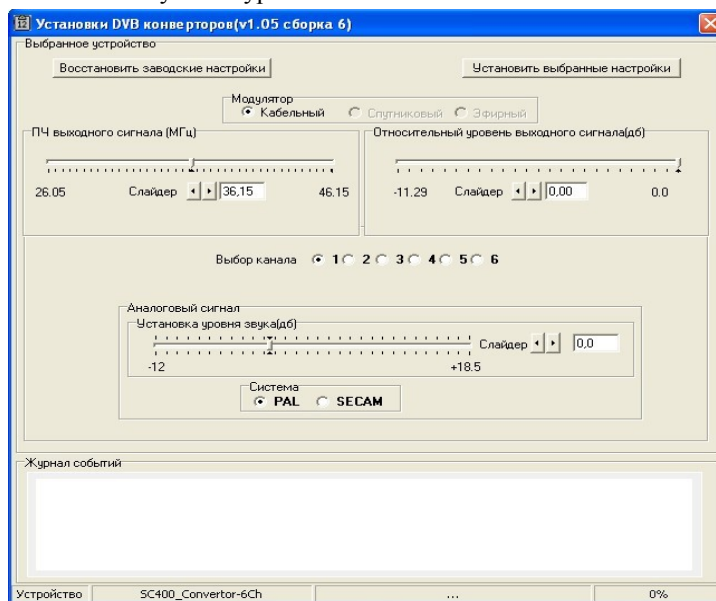 Установки DVB конверторов(v1.05 сборка 6)
Выбранное устройство
Восстановить заводские настройки
Установить выбранные настройки
Модулятор
Кабельный Спутниковый Эфирный
ПЧ выходного сигнала (МГц)
26.05 Слайдер 36,15 46.15
Относительный уровень выходного сигнала(дб)
-11.29 Слайдер 0,00 0.0
Выбор канала 1 2 3 4 5 6
Аналоговый сигнал
Установка уровня звука(дб)
Слайдер 0,0
-12 +18.5
Система
PAL SECAM
Журнал событий
Устройство SC400_Convertor-6Ch ... 0%